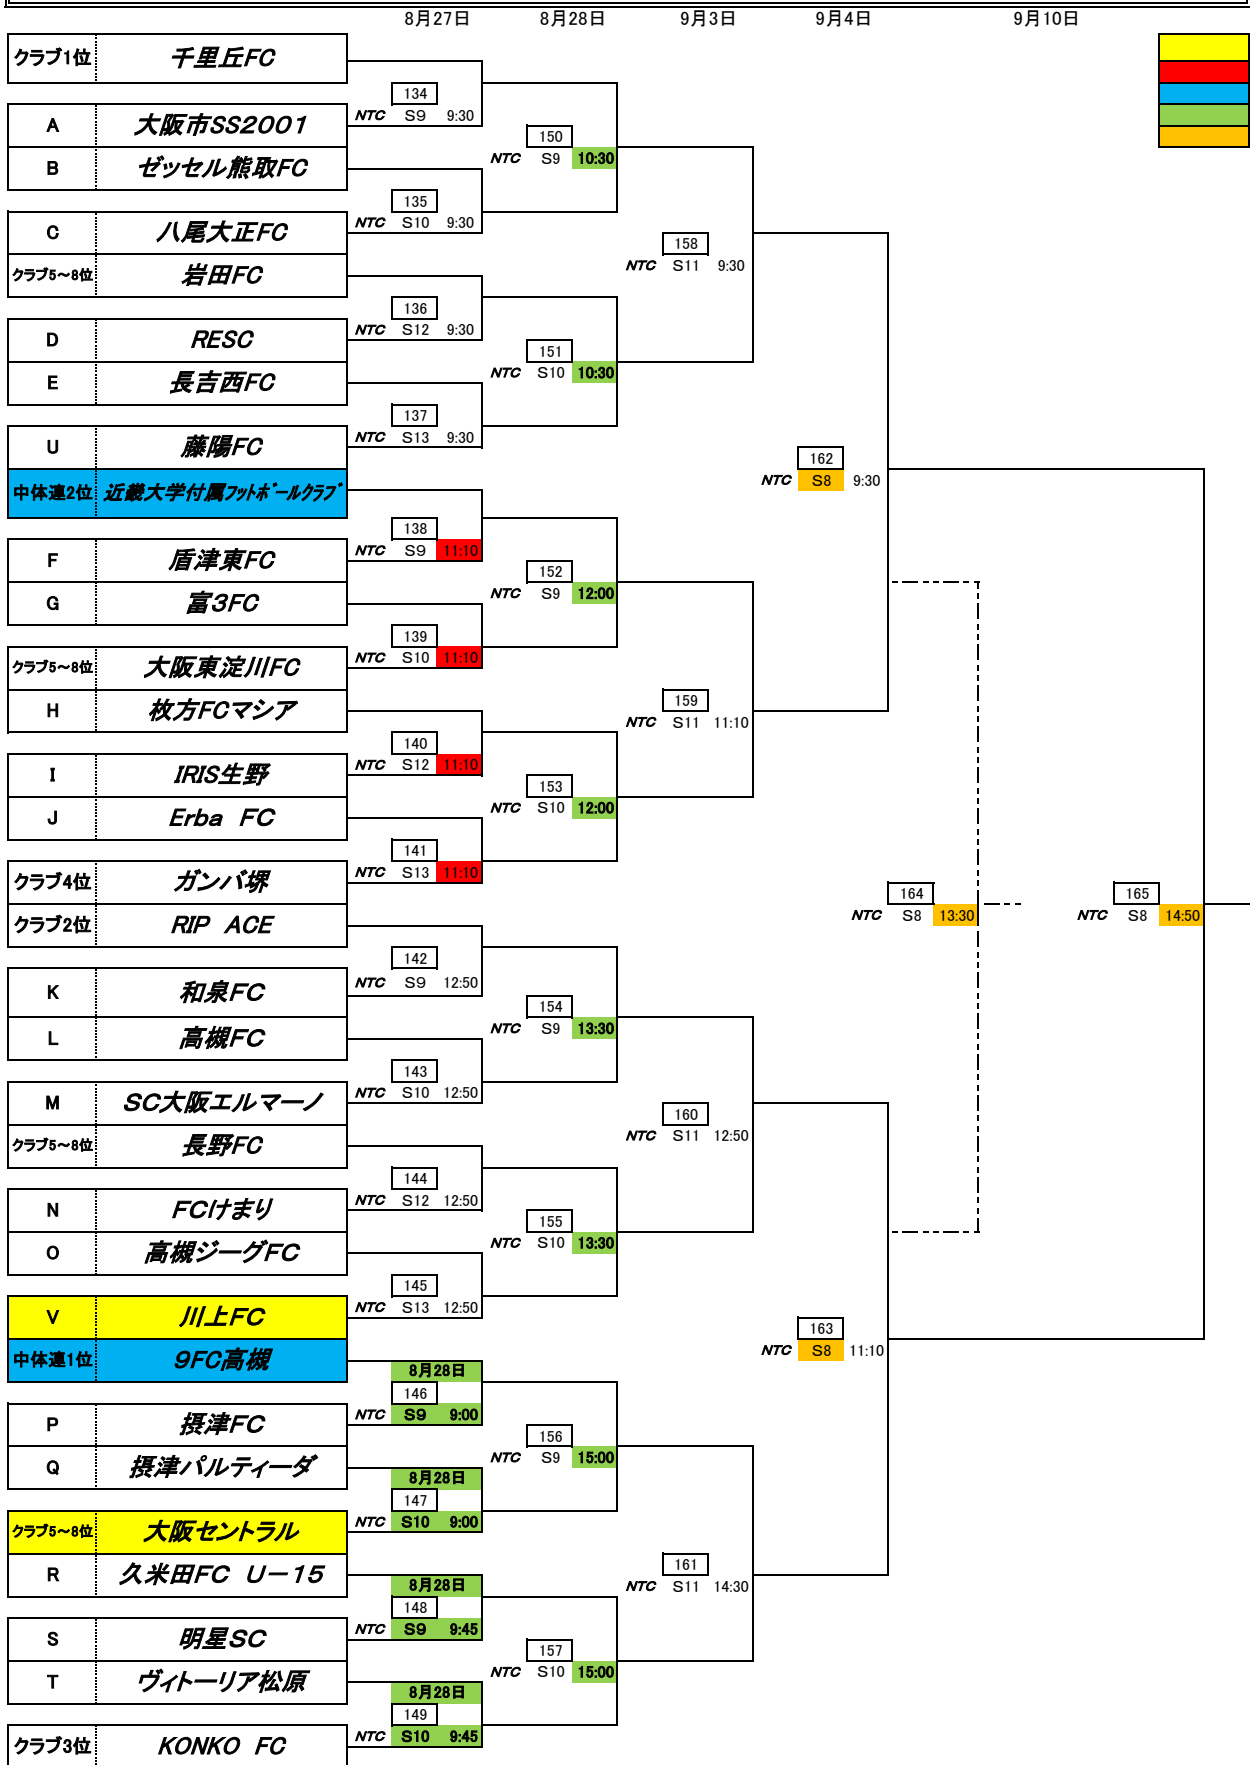 8月27日 8月28日 9月3日 9月4日 9月10日
クラブ1位 千里丘FC
134
NTC S9 9:30
A 大阪市SS2001
150
NTC S9 10:30
B ゼッセル熊取FC
135
NTC S10 9:30
C 八尾大正FC
158
NTC S11 9:30
クラブ5～8位 岩田FC
136
NTC S12 9:30
D RESC
151
NTC S10 10:30
E 長吉西FC
137
NTC S13 9:30
U 藤陽FC
162
NTC S8 9:30
中体連2位 近畿大学付属フットボールクラブ
138
NTC S9 11:10
F 盾津東FC
152
NTC S9 12:00
G 富3FC
139
NTC S10 11:10
クラブ5～8位 大阪東淀川FC
159
NTC S11 11:10
H 枚方FCマシア
140
NTC S12 11:10
I IRIS生野
153
NTC S10 12:00
J Erba FC
141
NTC S13 11:10
クラブ4位 ガンバ堺
164
NTC S8 13:30
165
NTC S8 14:50
クラブ2位 RIP ACE
142
NTC S9 12:50
K 和泉FC
154
NTC S9 13:30
L 高槻FC
143
NTC S10 12:50
M SC大阪エルマーノ
160
NTC S11 12:50
クラブ5～8位 長野FC
144
NTC S12 12:50
N FCけまり
155
NTC S10 13:30
O 高槻ジーグFC
145
NTC S13 12:50
V 川上FC
163
NTC S8 11:10
中体連1位 9FC高槻
8月28日
146
NTC S9 9:00
P 摂津FC
156
NTC S9 15:00
Q 摂津パルティーダ
8月28日
147
NTC S10 9:00
クラブ5～8位 大阪セントラル
161
NTC S11 14:30
R 久米田FC U－15
8月28日
148
NTC S9 9:45
S 明星SC
157
NTC S10 15:00
T ヴィトーリア松原
8月28日
149
NTC S10 9:45
クラブ3位 KONKO FC